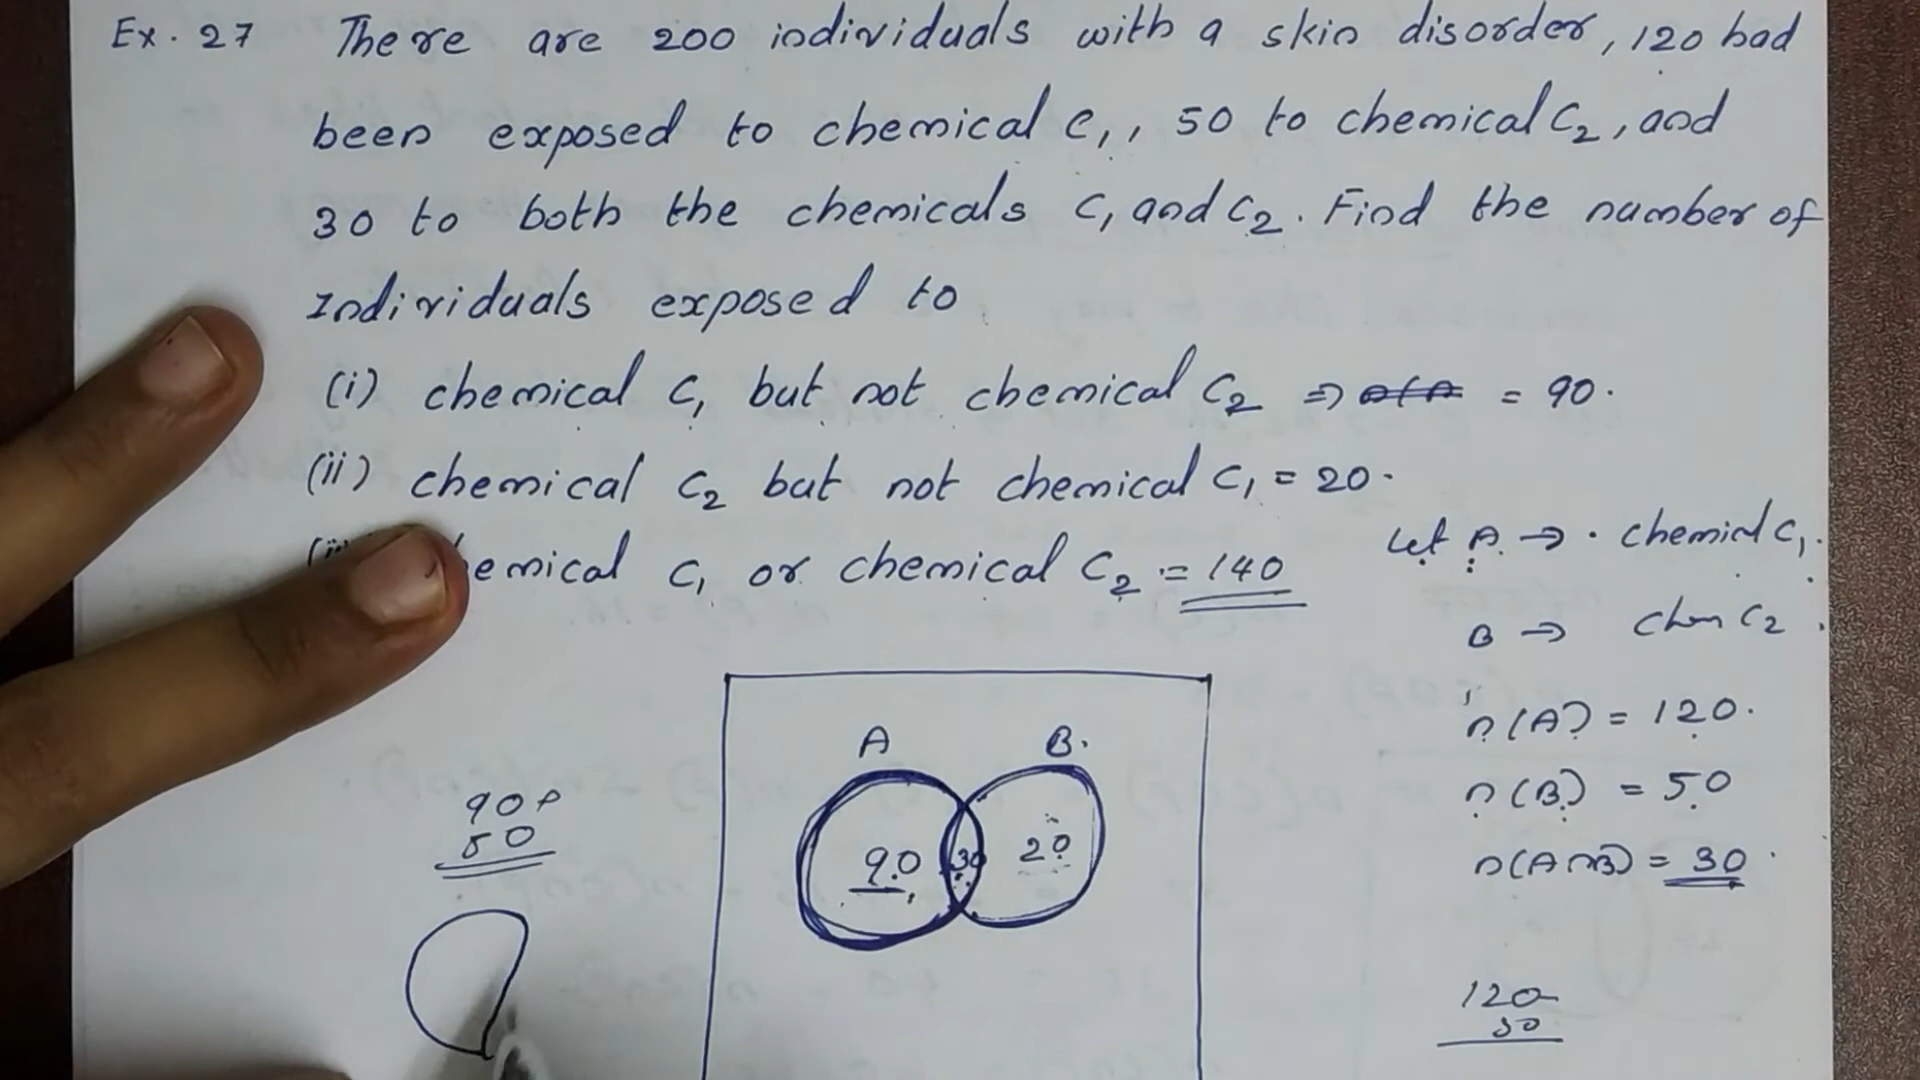 Ex. 27 There are 200 individuals with a skin disorder, 120 had
been exposed to chemical C₁, 50 to chemical C₂, and
30 to both the chemicals C₁ and C₂. Find the number of
Individuals exposed to
(i) chemical C₁ but not chemical C₂ ⇒ = 90.
(ii) chemical C₂ but not chemical C₁ = 20.
emical C₁ or chemical C₂ = 140
Let A → chemical C₁.
B → chem C₂.
n(A) = 120.
n(B) = 50
n(A∩B) = 30
A B.
90 30 20
90
50
120
30